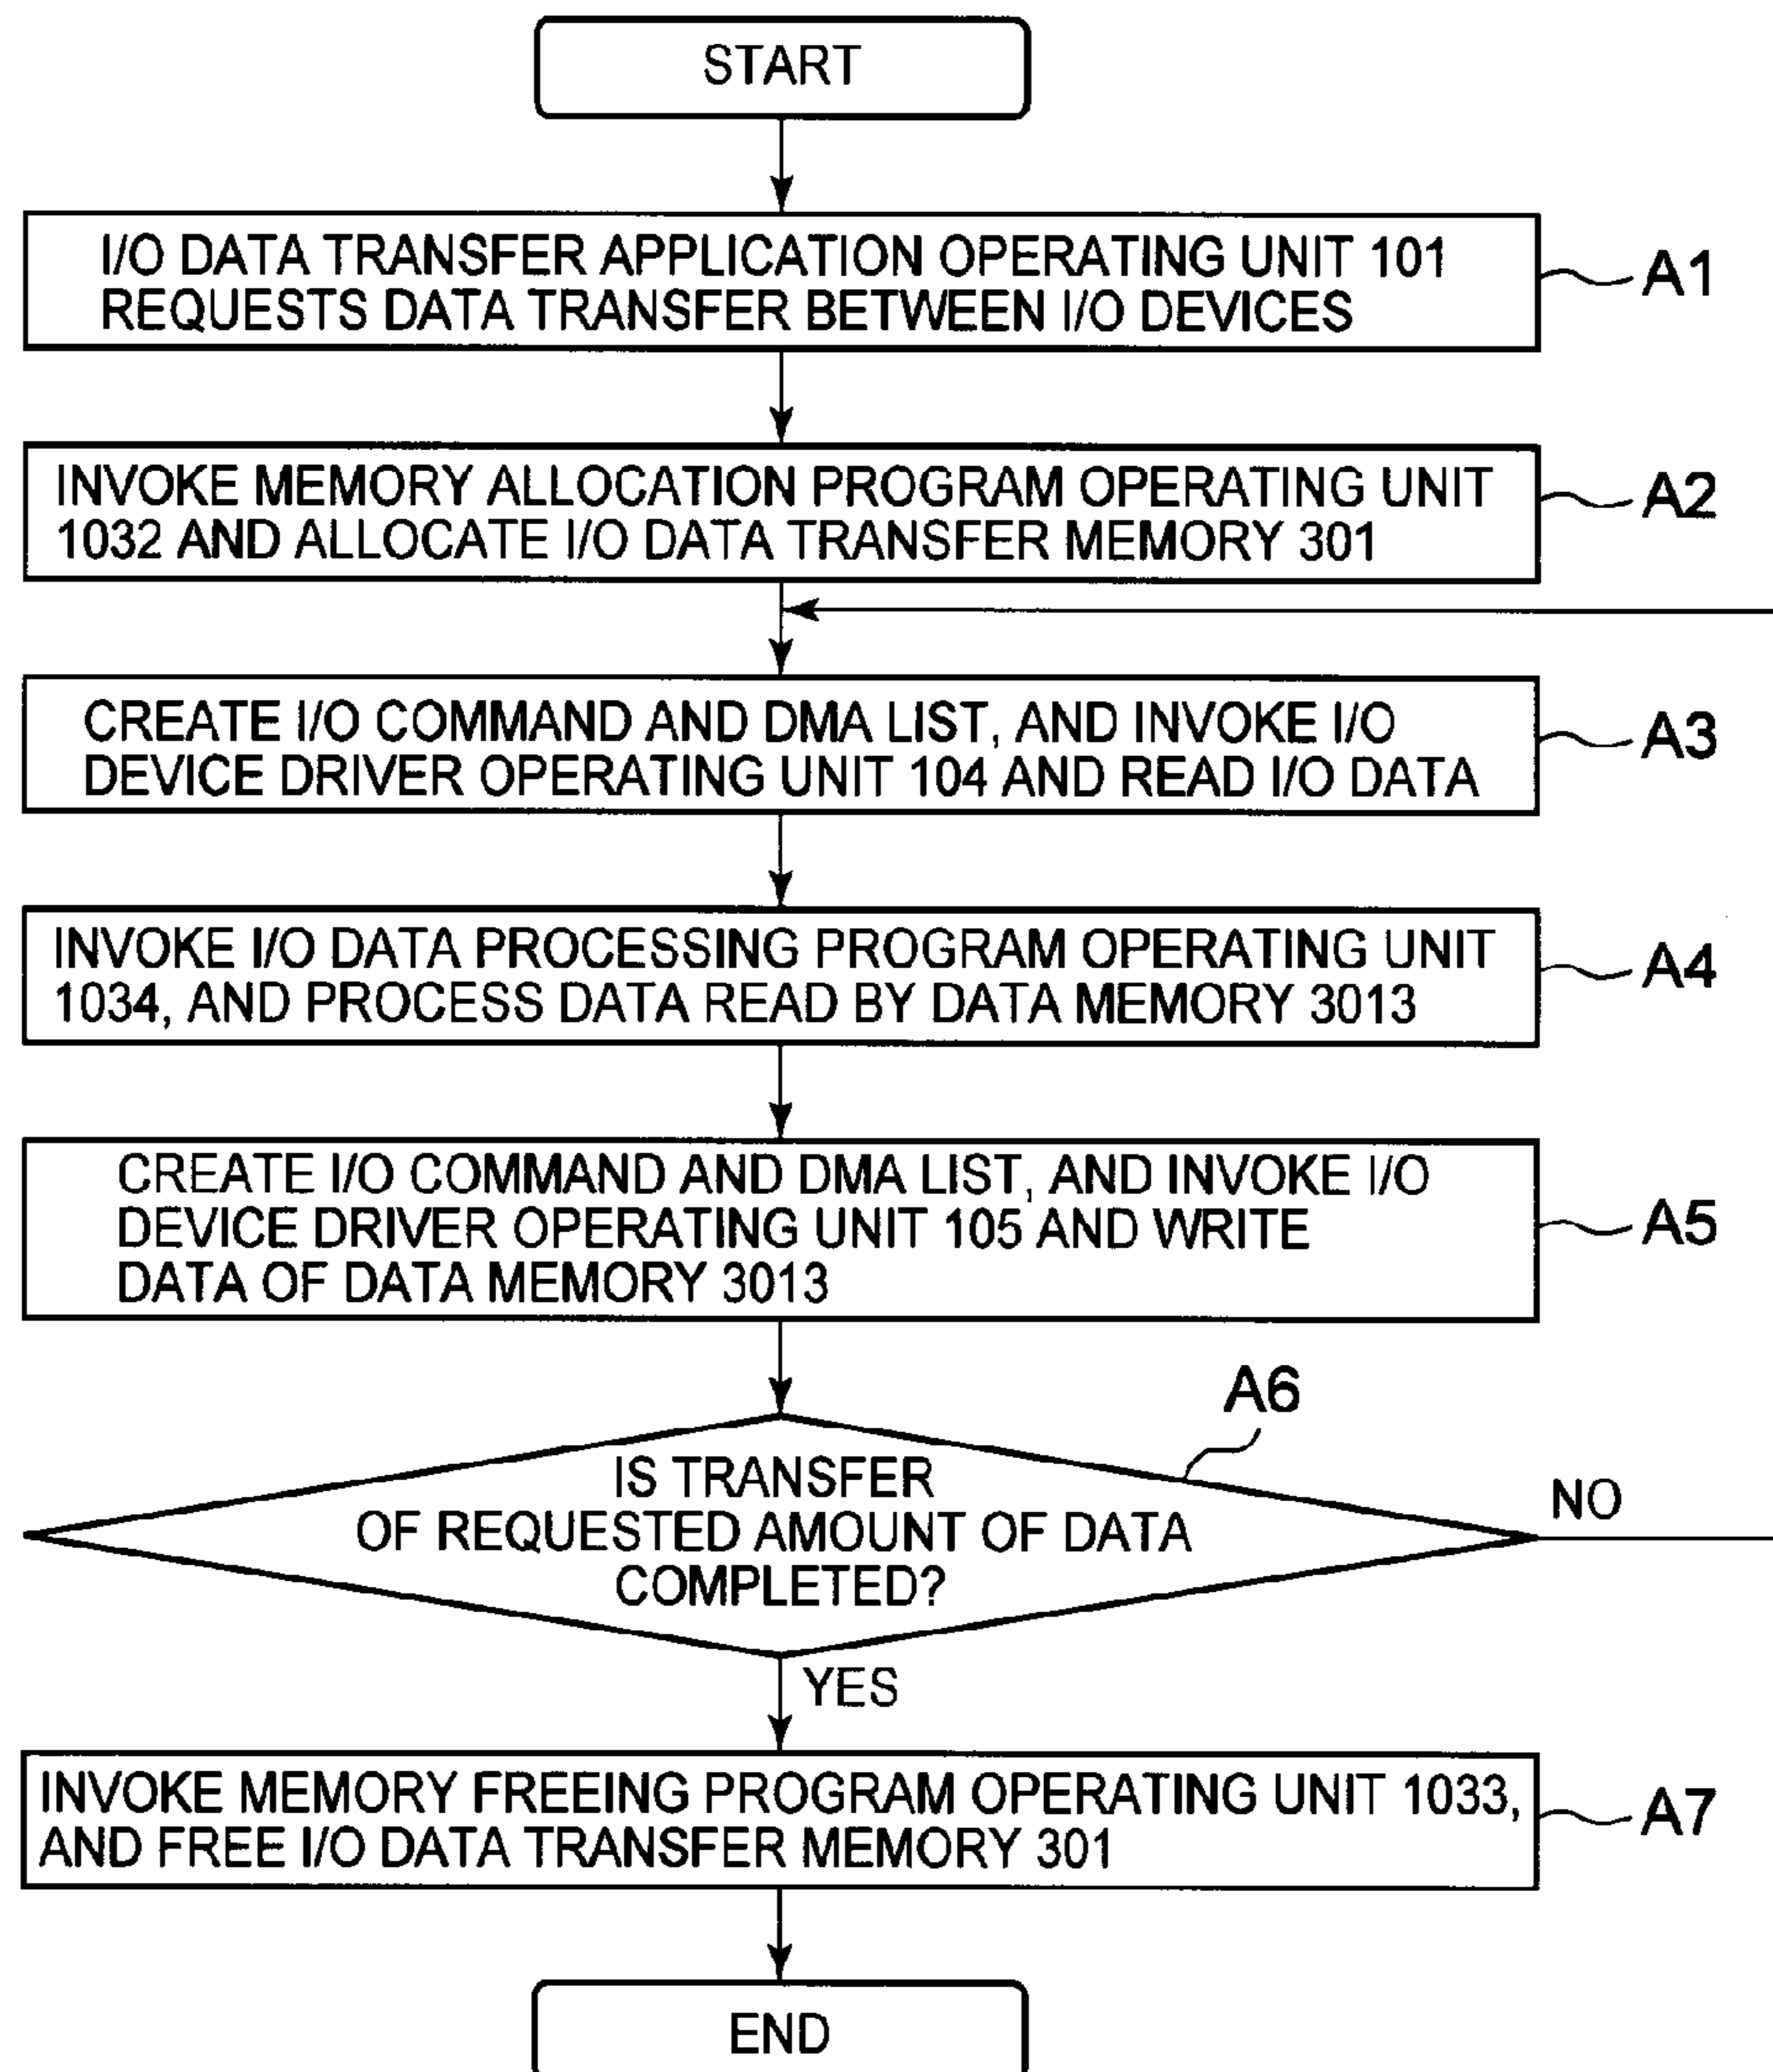 START
I/O DATA TRANSFER APPLICATION OPERATING UNIT 101
REQUESTS DATA TRANSFER BETWEEN I/O DEVICES
A1
INVOKE MEMORY ALLOCATION PROGRAM OPERATING UNIT
1032 AND ALLOCATE I/O DATA TRANSFER MEMORY 301
A2
CREATE I/O COMMAND AND DMA LIST, AND INVOKE I/O
DEVICE DRIVER OPERATING UNIT 104 AND READ I/O DATA
A3
INVOKE I/O DATA PROCESSING PROGRAM OPERATING UNIT
1034, AND PROCESS DATA READ BY DATA MEMORY 3013
A4
CREATE I/O COMMAND AND DMA LIST, AND INVOKE I/O
DEVICE DRIVER OPERATING UNIT 105 AND WRITE
DATA OF DATA MEMORY 3013
A5
A6
IS TRANSFER
OF REQUESTED AMOUNT OF DATA
COMPLETED?
NO
YES
INVOKE MEMORY FREEING PROGRAM OPERATING UNIT 1033,
AND FREE I/O DATA TRANSFER MEMORY 301
A7
END